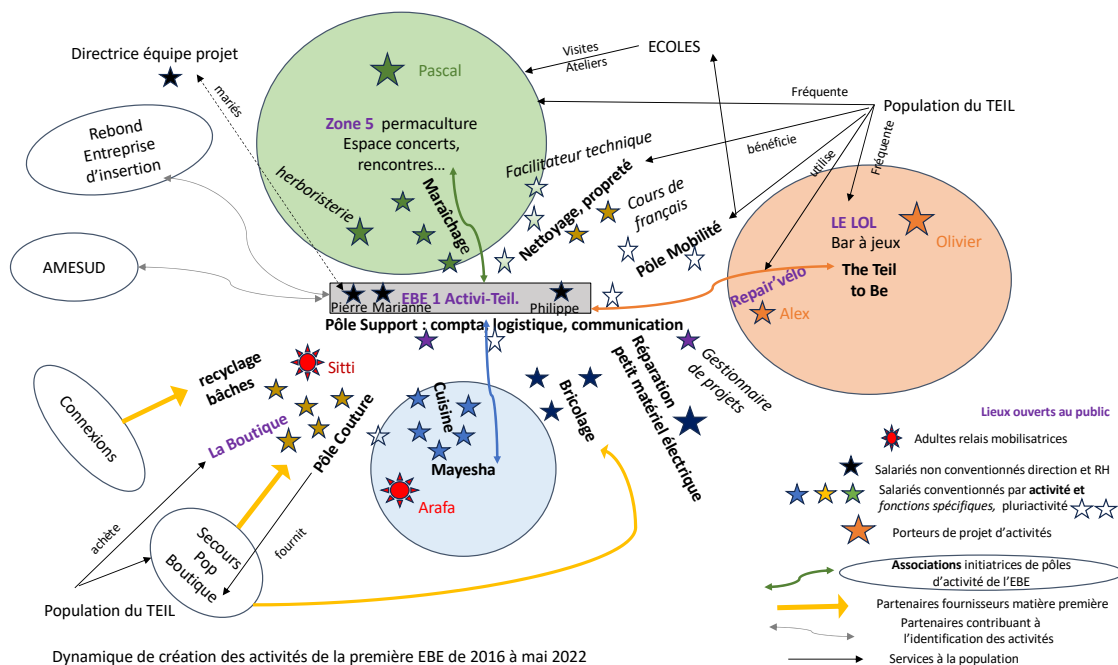 Directrice équipe projet
mariés
Rebond
Entreprise
d'insertion
AMESUD
Pascal
Zone 5 permaculture
Espace concerts,
rencontres…
herboristerie
Maraîchage
Visites
Ateliers
ECOLES
Fréquente
Population du TEIL
bénéficie
utilise
Fréquente
Facilitateur technique
Nettoyage, propreté
Cours de
français
Pôle Mobilité
LE LOL
Bar à jeux
Olivier
The Teil
to Be
Repair'vélo
Alex
EBE 1 Activi-Teil.
Pierre Marianne
Philippe
Pôle Support : compta, logistique, communication
Sitti
recyclage
bâches
Connexions
La Boutique
Pôle Couture
Cuisine
Mayesha
Arafa
Bricolage
Réparation
petit matériel électrique
Gestionnaire
de projets
achète
fournit
Secours
Pop
Boutique
Population du TEIL
Dynamique de création des activités de la première EBE de 2016 à mai 2022
Lieux ouverts au public
Adultes relais mobilisatrices
Salariés non conventionnés direction et RH
Salariés conventionnés par activité et
fonctions spécifiques, pluriactivité
Porteurs de projet d'activités
Associations initiatrices de pôles
d'activité de l'EBE
Partenaires fournisseurs matière première
Partenaires contribuant à
l'identification des activités
Services à la population